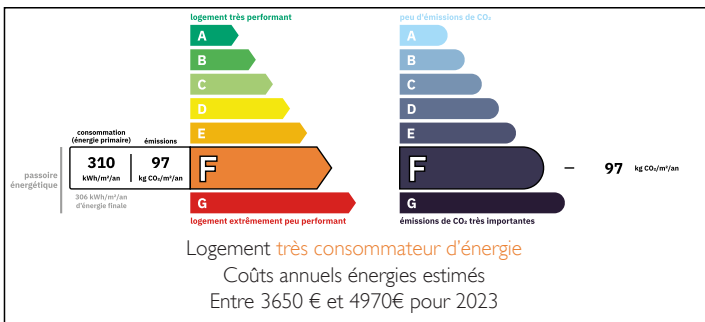 logement très performant
A
B
C
D
E
consommation
(énergie primaire)
émissions
310
kWh/m²/an
97
kg CO₂/m²/an
F
passoire
énergétique
306 kWh/m²/an
d'énergie finale
G
logement extrêmement peu performant
peu d'émissions de CO₂
A
B
C
D
E
F
97 kg CO₂/m²/an
G
émissions de CO₂ très importantes
Logement très consommateur d'énergie
Coûts annuels énergies estimés
Entre 3650 € et 4970€ pour 2023